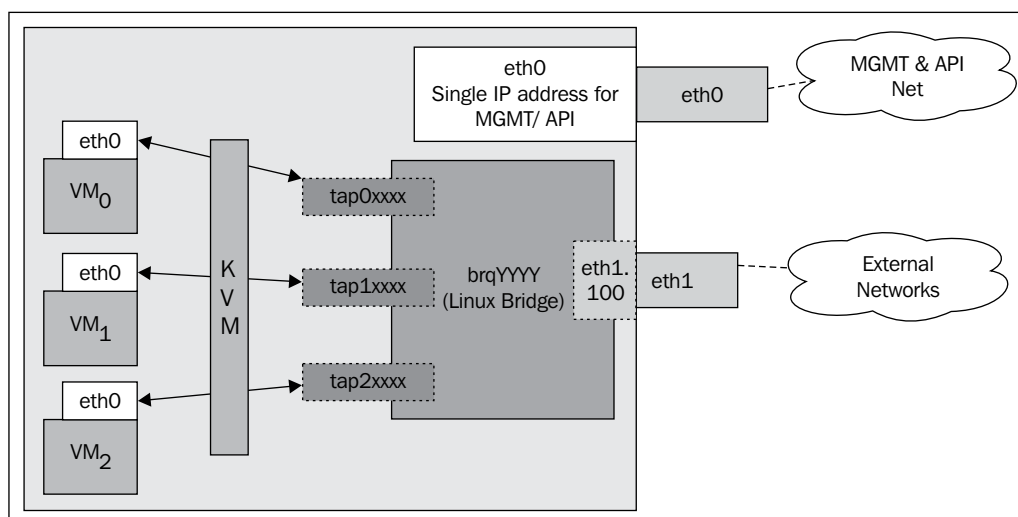 eth0
Single IP address for
MGMT/ API
eth0
MGMT & API
Net
eth0
VM0
tap0xxxx
eth0
VM1
K
V
M
tap1xxxx
brqYYYY
(Linux Bridge)
eth1.
100
eth1
External
Networks
eth0
VM2
tap2xxxx